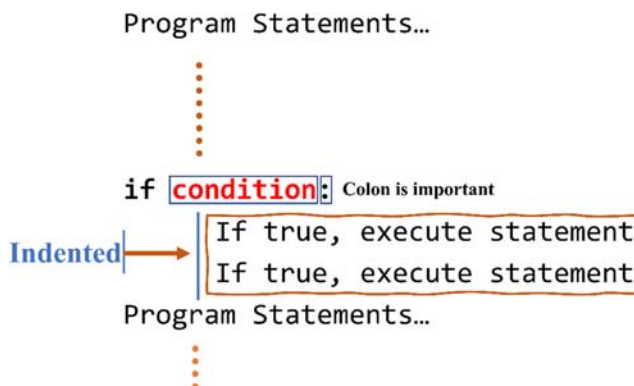 Program Statements…
if condition: Colon is important
If true, execute statement
Indented
If true, execute statement
Program Statements…